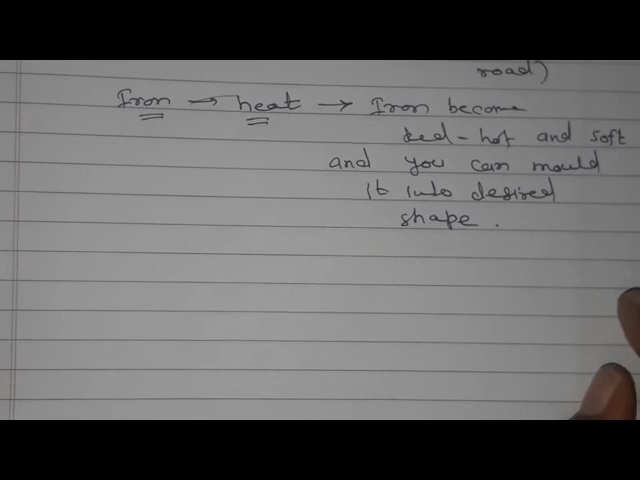 road)
Iron → heat → Iron become
red-hot and soft
and you can mould
it into desired
shape.